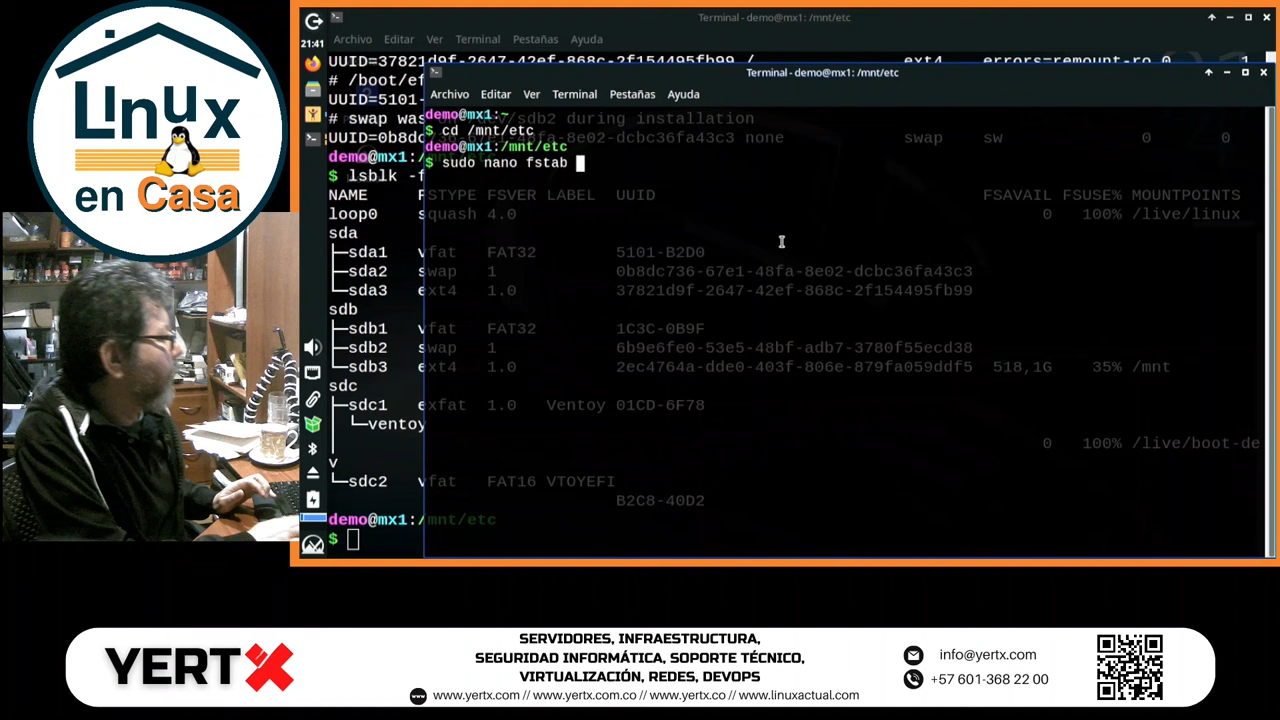 Linux
en Casa
21:41
Terminal - demo@mx1: /mnt/etc
Archivo Editar Ver Terminal Pestañas Ayuda
UUID=37821d9f-2647-42ef-868c-2f154495fb99 / ext4 errors=remount-ro 0 1
# /boot/ef
UUID=5101-
# swap was on /dev/sdb2 during installation
UUID=0b8dc736-67e1-48fa-8e02-dcbc36fa43c3 none swap sw 0 0
demo@mx1:/mnt/etc
$ lsblk -f
NAME FSTYPE FSVER LABEL UUID FSAVAIL FSUSE% MOUNTPOINTS
loop0 squash 4.0 0 100% /live/linux
sda
├─sda1 vfat FAT32 5101-B2D0
├─sda2 swap 1 0b8dc736-67e1-48fa-8e02-dcbc36fa43c3
└─sda3 ext4 1.0 37821d9f-2647-42ef-868c-2f154495fb99
sdb
├─sdb1 vfat FAT32 1C3C-0B9F
├─sdb2 swap 1 6b9e6fe0-53e5-48bf-adb7-3780f55ecd38
└─sdb3 ext4 1.0 2ec4764a-dde0-403f-806e-879fa059ddf5 518,1G 35% /mnt
sdc
├─sdc1 exfat 1.0 Ventoy 01CD-6F78
│ └─ventoy
0 100% /live/boot-de
v
└─sdc2 vfat FAT16 VTOYEFI
B2C8-40D2
demo@mx1:/mnt/etc
$
Terminal - demo@mx1: /mnt/etc
Archivo Editar Ver Terminal Pestañas Ayuda
demo@mx1:~
$ cd /mnt/etc
demo@mx1:/mnt/etc
$ sudo nano fstab
YERTX
SERVIDORES, INFRAESTRUCTURA,
SEGURIDAD INFORMÁTICA, SOPORTE TÉCNICO,
VIRTUALIZACIÓN, REDES, DEVOPS
www.yertx.com // www.yertx.com.co // www.yertx.co // www.linuxactual.com
info@yertx.com
+57 601-368 22 00